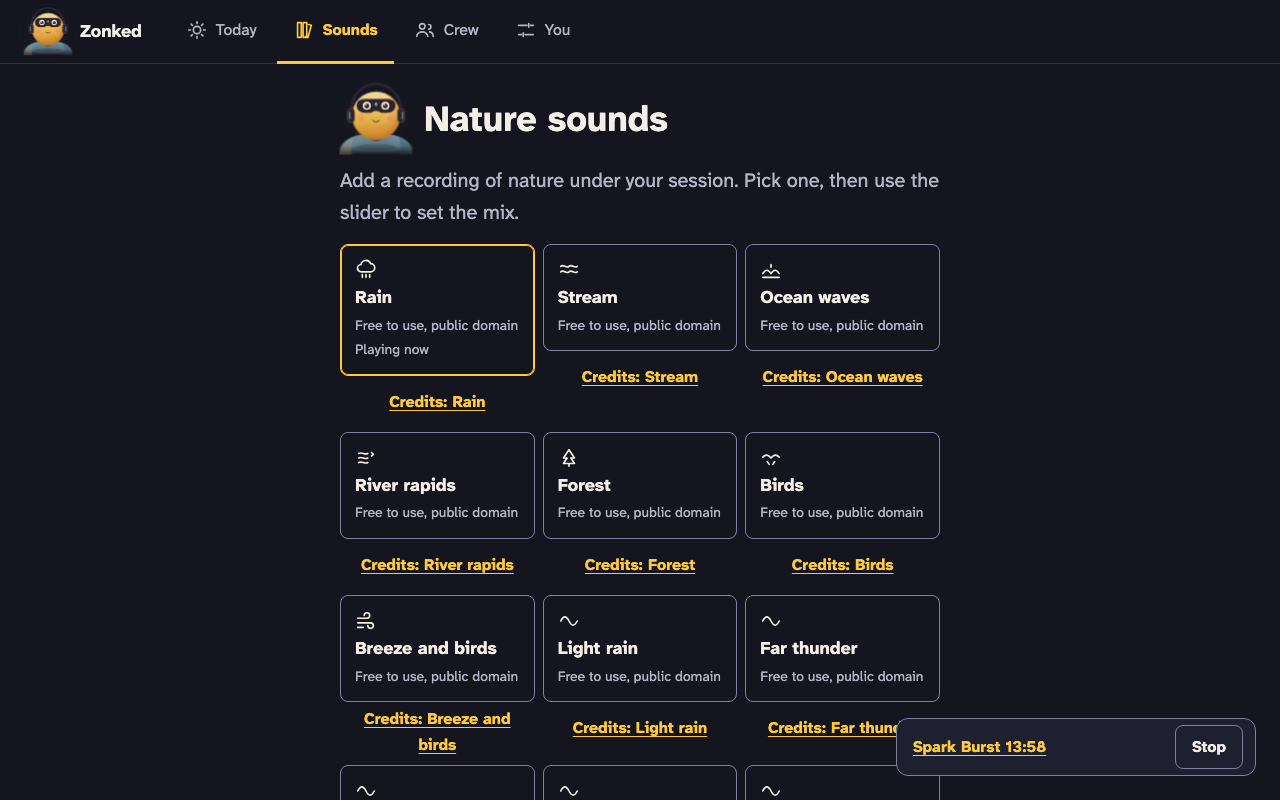 Zonked
Today
Sounds
Crew
You
Nature sounds
Add a recording of nature under your session. Pick one, then use the
slider to set the mix.
Rain
Free to use, public domain
Playing now
Credits: Rain
Stream
Free to use, public domain
Credits: Stream
Ocean waves
Free to use, public domain
Credits: Ocean waves
River rapids
Free to use, public domain
Credits: River rapids
Forest
Free to use, public domain
Credits: Forest
Birds
Free to use, public domain
Credits: Birds
Breeze and birds
Free to use, public domain
Credits: Breeze and
birds
Light rain
Free to use, public domain
Credits: Light rain
Far thunder
Free to use, public domain
Credits: Far
Spark Burst 13:58
Stop